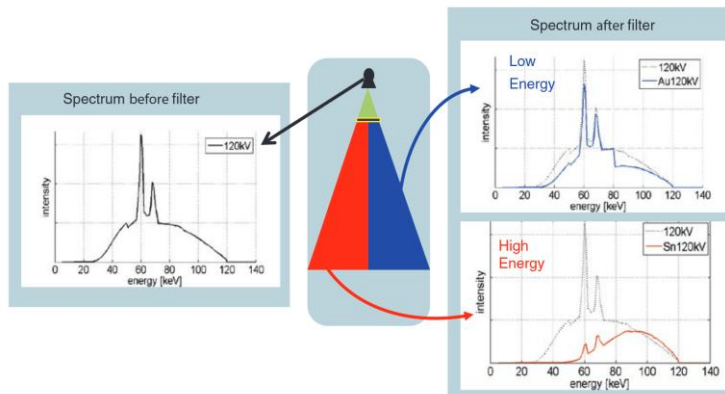 Spectrum before filter
120kV
intensity
0 20 40 60 80 100 120 140
energy [keV]
Spectrum after filter
Low
Energy
120kV
Au120kV
intensity
0 20 40 60 80 100 120 140
energy [keV]
High
Energy
120kV
Sn120kV
intensity
0 20 40 60 80 100 120 140
energy [keV]